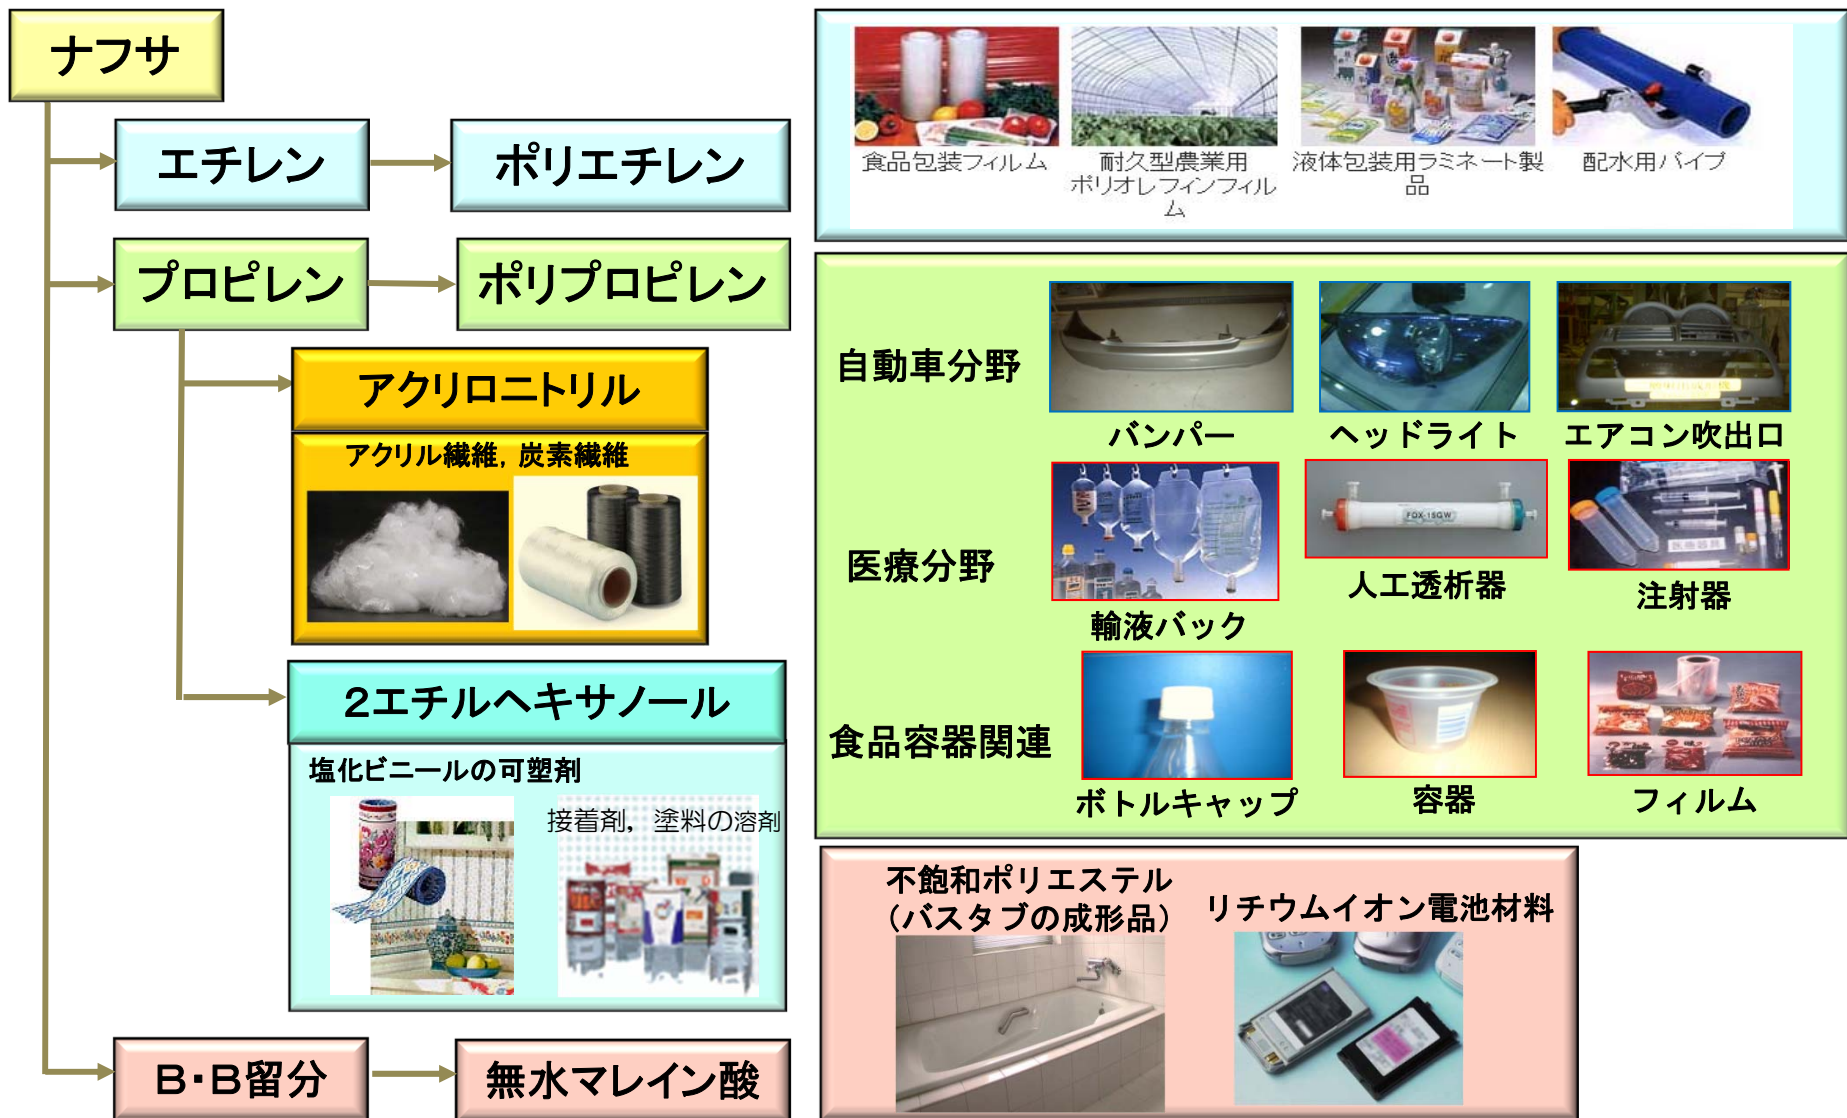 ナフサ
エチレン
ポリエチレン
プロピレン
ポリプロピレン
アクリロニトリル
アクリル繊維，炭素繊維
2エチルヘキサノール
塩化ビニールの可塑剤
接着剤，塗料の溶剤
B・B留分
無水マレイン酸
食品包装フィルム
耐久型農業用
ポリオレフィンフィル
ム
液体包装用ラミネート製
品
配水用パイプ
自動車分野
バンパー
ヘッドライト
エアコン吹出口
医療分野
輸液バック
FDX-15GW
人工透析器
医療器具
注射器
食品容器関連
ボトルキャップ
容器
フィルム
不飽和ポリエステル
（バスタブの成形品）
リチウムイオン電池材料